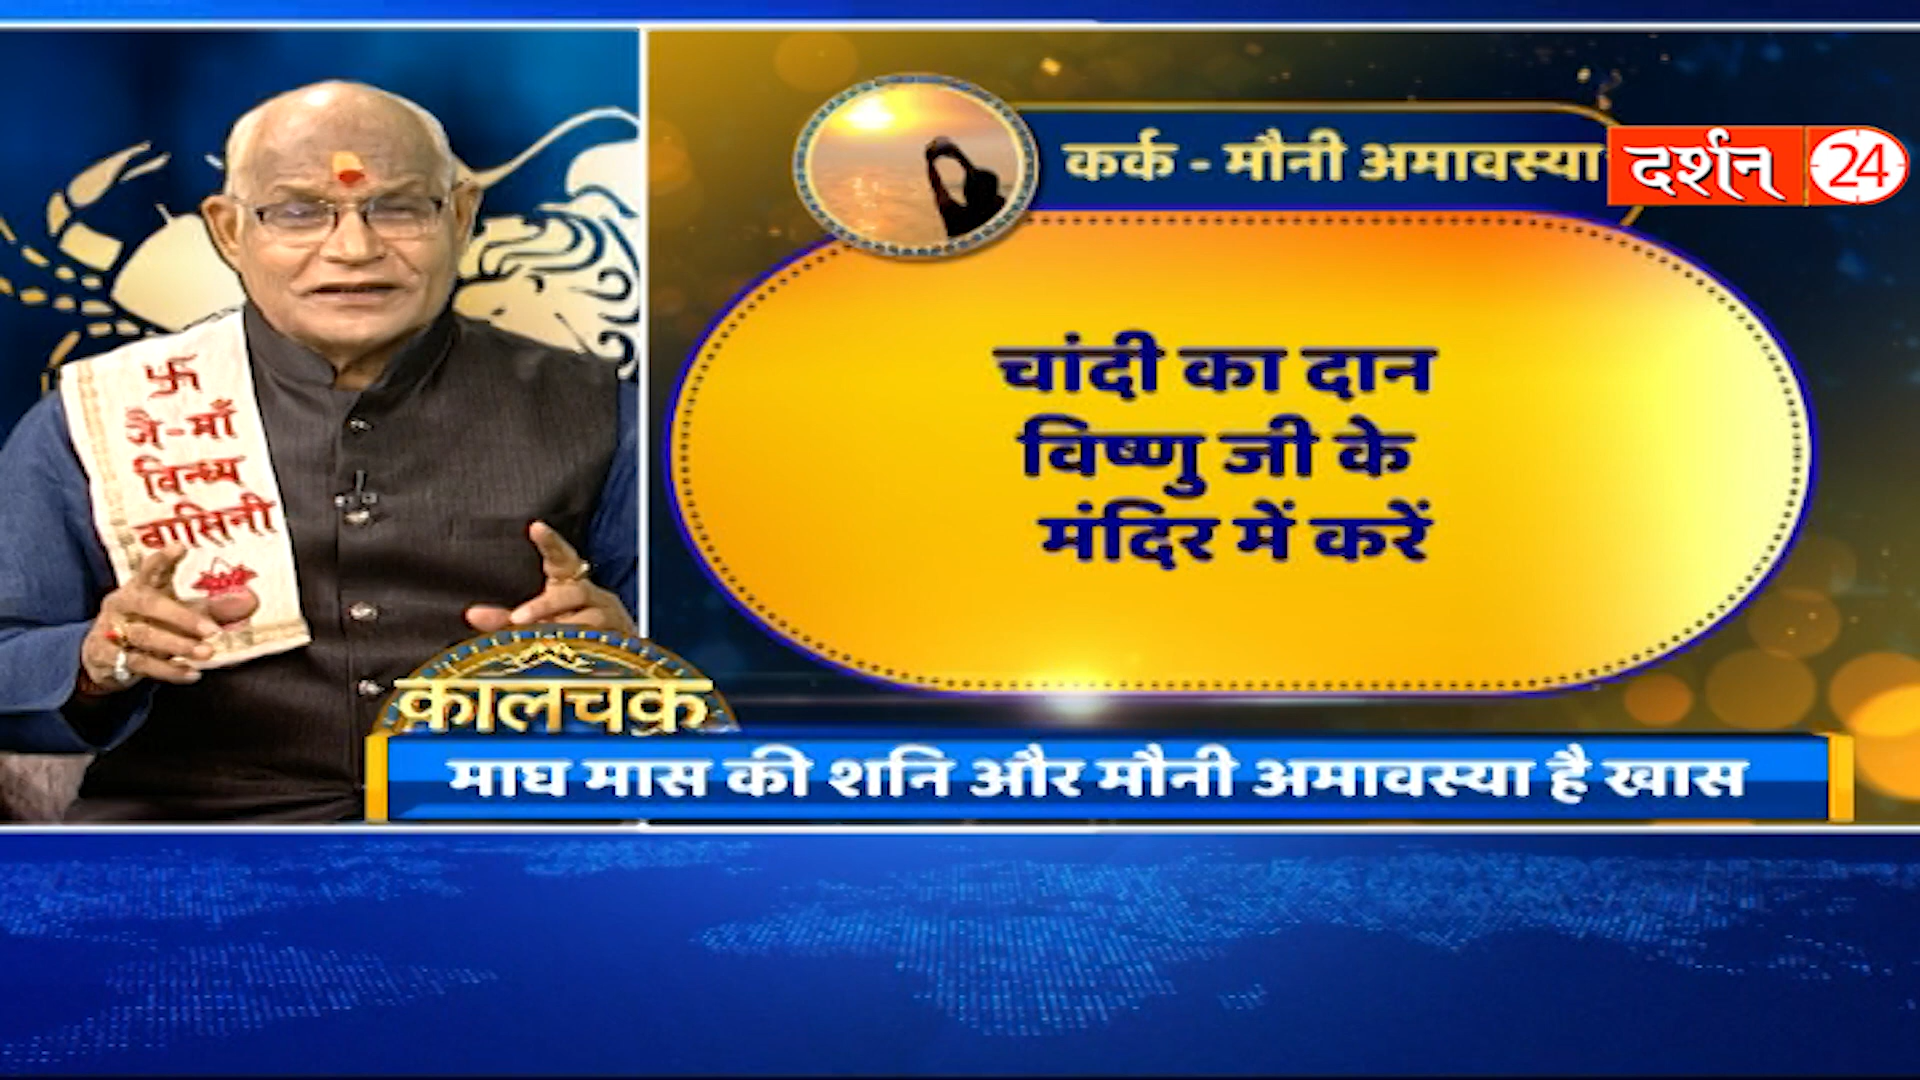 कर्क - मौनी अमावस्या
दर्शन 24
चांदी का दान
विष्णु जी के
मंदिर में करें
जै-माँ
विन्ध्य
वासिनी
कालचक्र
माघ मास की शनि और मौनी अमावस्या है खास